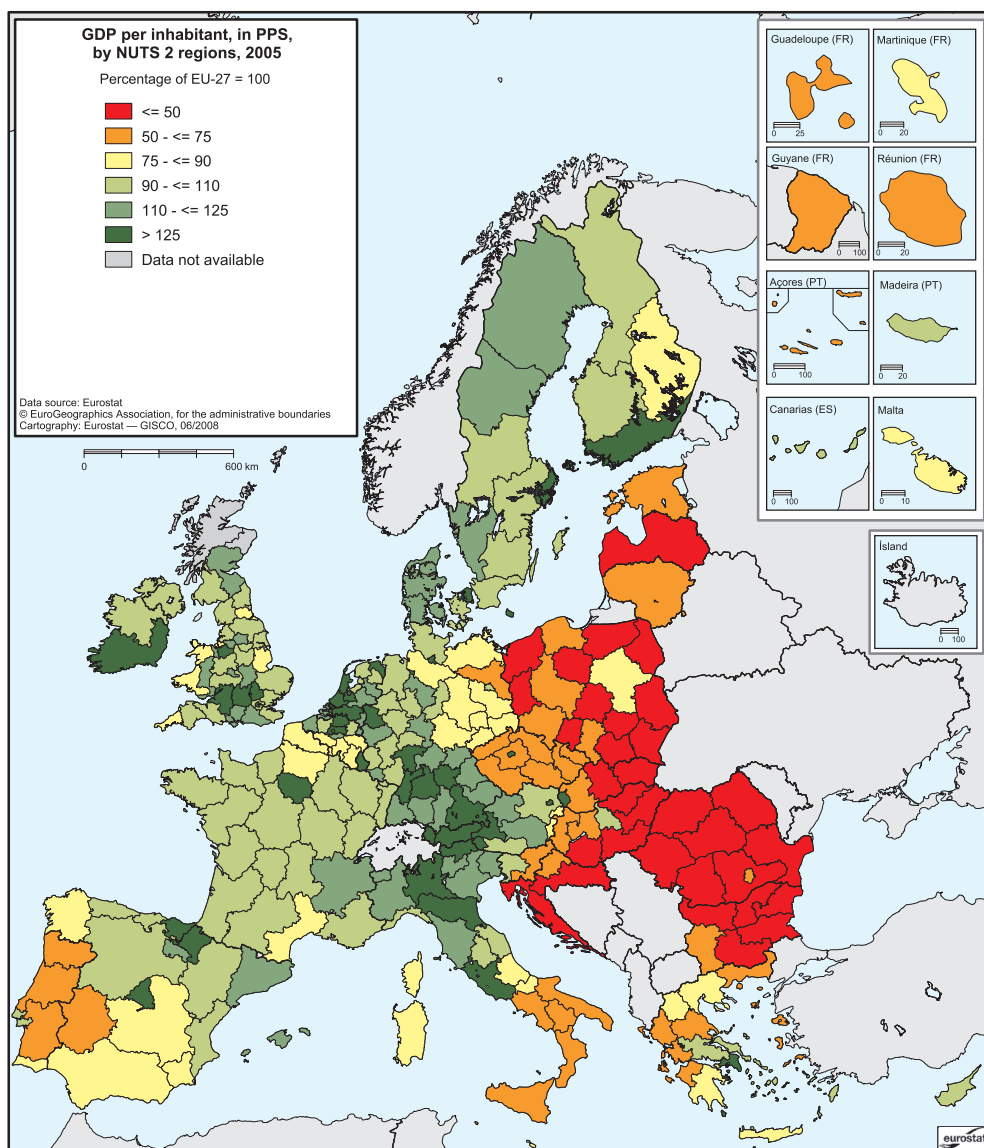 GDP per inhabitant, in PPS,
by NUTS 2 regions, 2005
Percentage of EU-27 = 100
<= 50
50 - <= 75
75 - <= 90
90 - <= 110
110 - <= 125
> 125
Data not available
Data source: Eurostat
© EuroGeographics Association, for the administrative boundaries
Cartography: Eurostat — GISCO, 06/2008
0 600 km
Guadeloupe (FR)
0 25
Martinique (FR)
0 20
Guyane (FR)
0 100
Réunion (FR)
0 20
Açores (PT)
0 100
Madeira (PT)
0 20
Canarias (ES)
0 100
Malta
0 10
Ísland
0 100
eurostat